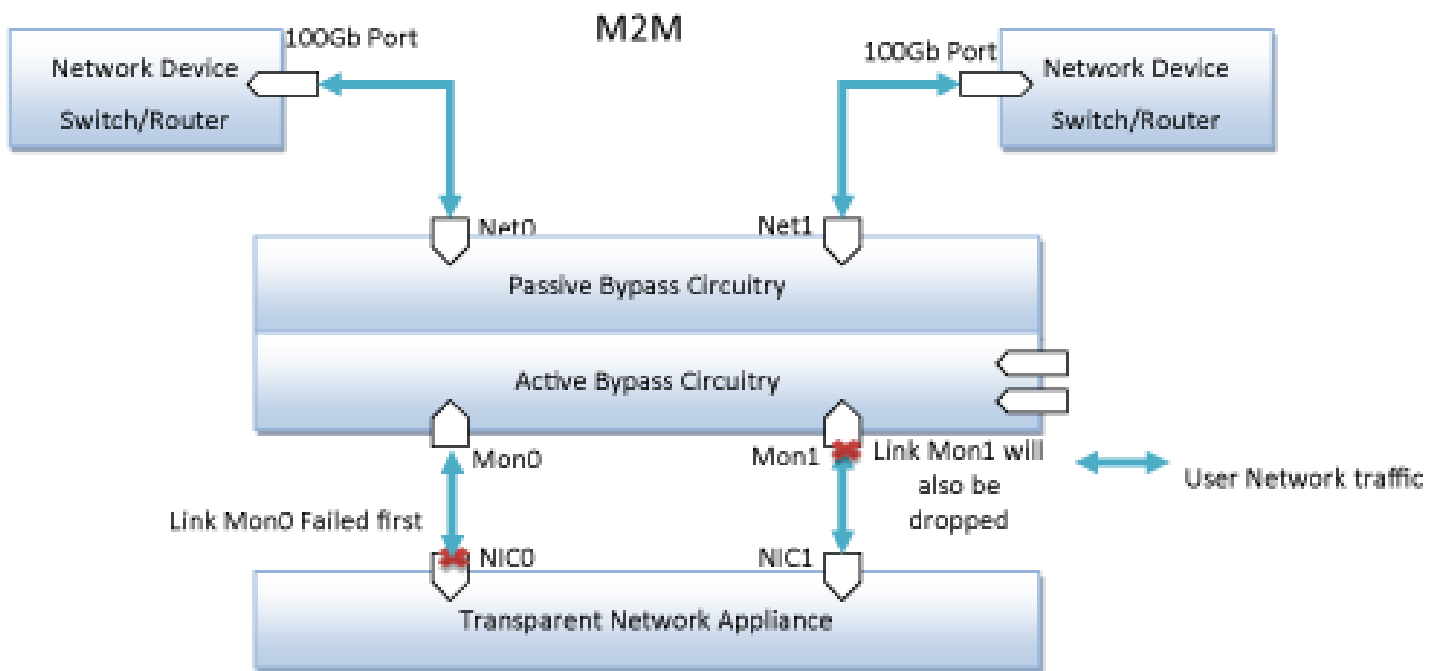 M2M
100Gb Port
100Gb Port
Network Device
Switch/Router
Network Device
Switch/Router
Net0
Net1
Passive Bypass Circuitry
Active Bypass Circuitry
Mon0
Mon1
Link Mon1 will
also be
dropped
User Network traffic
Link Mon0 Failed first
NIC0
NIC1
Transparent Network Appliance